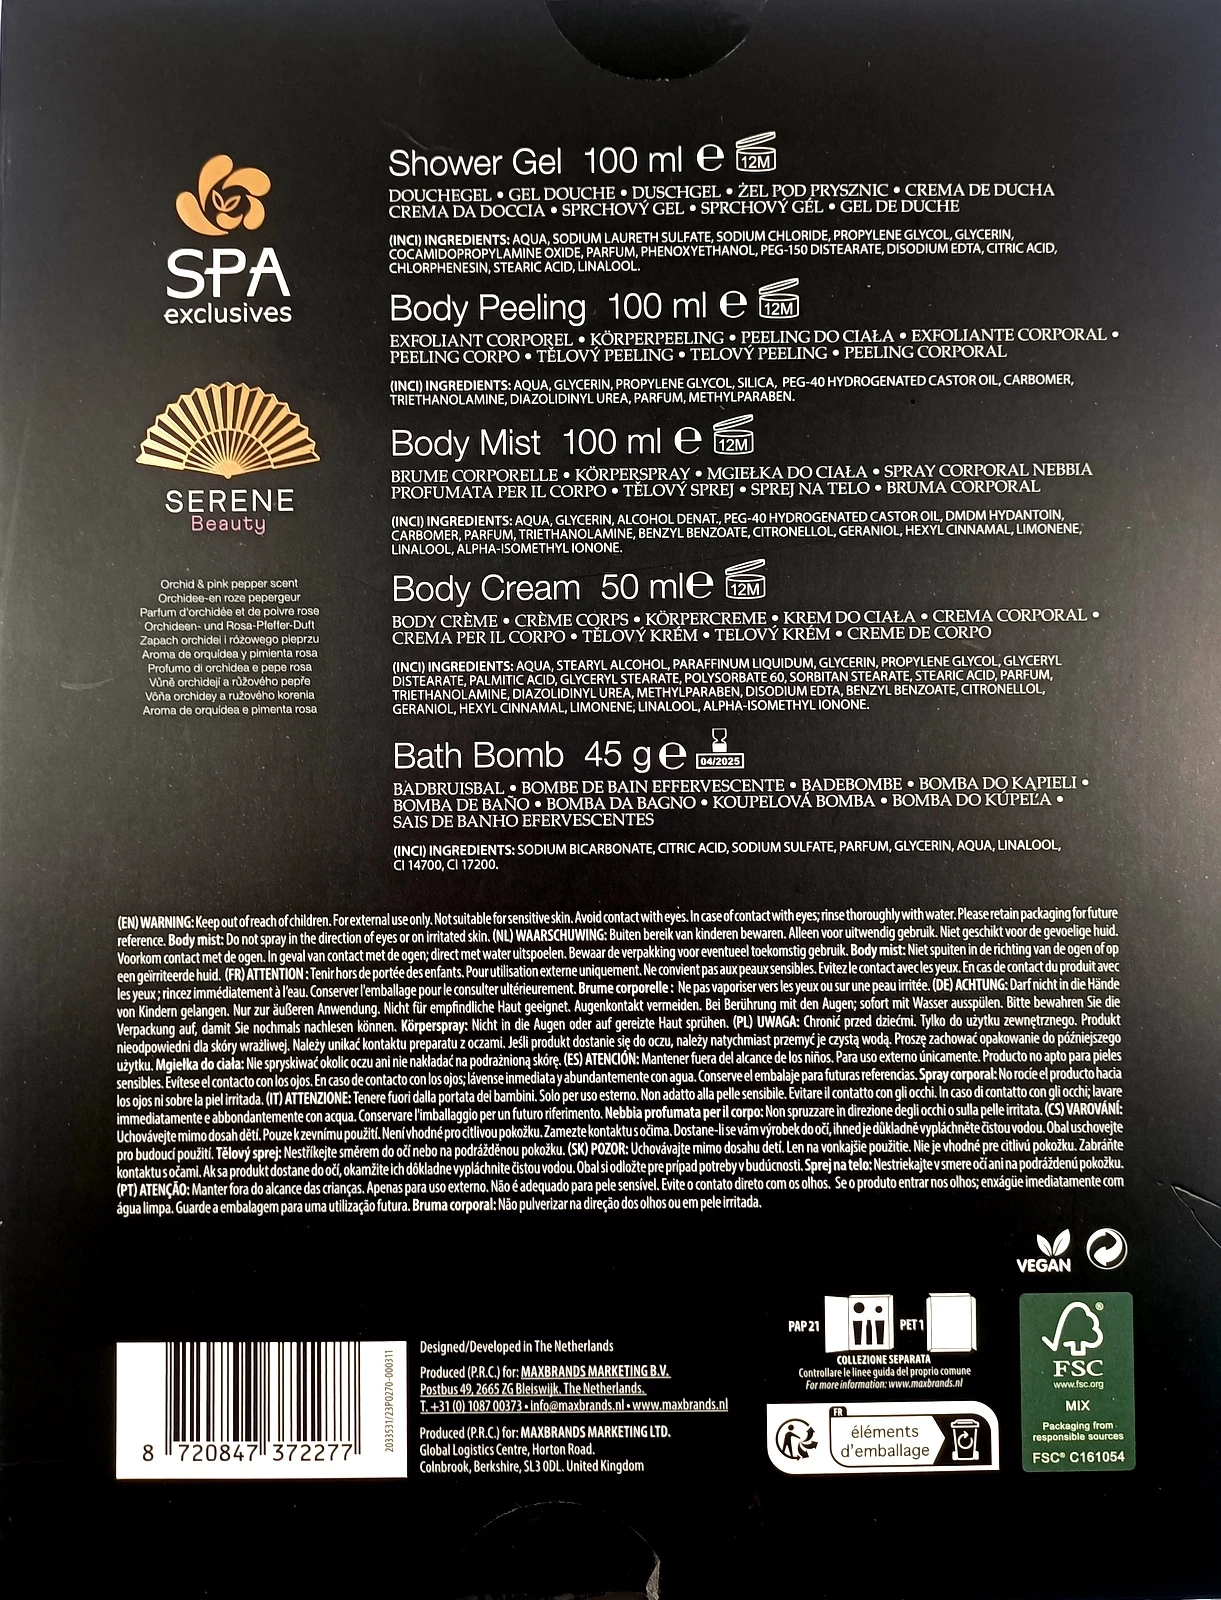 SPA
exclusives
SERENE
Beauty
Orchid & pink pepper scent
Orchidee-en roze pepergeur
Parfum d'orchidée et de poivre rose
Orchideen- und Rosa-Pfeffer-Duft
Zapach orchidei i różowego pieprzu
Aroma de orquídea y pimienta rosa
Profumo di orchidea e pepe rosa
Vůně orchideji a růžového pepře
Vôňa orchidey a ružového korenia
Aroma de orquídea e pimenta rosa
Shower Gel 100 ml e 12M
DOUCHEGEL • GEL DOUCHE • DUSCHGEL • ŻEL POD PRYSZNIC • CREMA DE DUCHA
CREMA DA DOCCIA • SPRCHOVÝ GEL • SPRCHOVÝ GÉL • GEL DE DUCHE
(INCI) INGREDIENTS: AQUA, SODIUM LAURETH SULFATE, SODIUM CHLORIDE, PROPYLENE GLYCOL, GLYCERIN,
COCAMIDOPROPYLAMINE OXIDE, PARFUM, PHENOXYETHANOL, PEG-150 DISTEARATE, DISODIUM EDTA, CITRIC ACID,
CHLORPHENESIN, STEARIC ACID, LINALOOL.
Body Peeling 100 ml e 12M
EXFOLIANT CORPOREL • KÖRPERPEELING • PEELING DO CIAŁA • EXFOLIANTE CORPORAL •
PEELING CORPO • TĚLOVÝ PEELING • TELOVÝ PEELING • PEELING CORPORAL
(INCI) INGREDIENTS: AQUA, GLYCERIN, PROPYLENE GLYCOL, SILICA, PEG-40 HYDROGENATED CASTOR OIL, CARBOMER,
TRIETHANOLAMINE, DIAZOLIDINYL UREA, PARFUM, METHYLPARABEN.
Body Mist 100 ml e 12M
BRUME CORPORELLE • KÖRPERSPRAY • MGIEŁKA DO CIAŁA • SPRAY CORPORAL NEBBIA
PROFUMATA PER IL CORPO • TĚLOVÝ SPREJ • SPREJ NA TELO • BRUMA CORPORAL
(INCI) INGREDIENTS: AQUA, GLYCERIN, ALCOHOL DENAT., PEG-40 HYDROGENATED CASTOR OIL, DMDM HYDANTOIN,
CARBOMER, PARFUM, TRIETHANOLAMINE, BENZYL BENZOATE, CITRONELLOL, GERANIOL, HEXYL CINNAMAL, LIMONENE,
LINALOOL, ALPHA-ISOMETHYL IONONE.
Body Cream 50 ml e 12M
BODY CRÈME • CRÈME CORPS • KÖRPERCREME • KREM DO CIAŁA • CREMA CORPORAL •
CREMA PER IL CORPO • TĚLOVÝ KRÉM • TELOVÝ KRÉM • CREME DE CORPO
(INCI) INGREDIENTS: AQUA, STEARYL ALCOHOL, PARAFFINUM LIQUIDUM, GLYCERIN, PROPYLENE GLYCOL, GLYCERYL
DISTEARATE, PALMITIC ACID, GLYCERYL STEARATE, POLYSORBATE 60, SORBITAN STEARATE, STEARIC ACID, PARFUM,
TRIETHANOLAMINE, DIAZOLIDINYL UREA, METHYLPARABEN, DISODIUM EDTA, BENZYL BENZOATE, CITRONELLOL,
GERANIOL, HEXYL CINNAMAL, LIMONENE, LINALOOL, ALPHA-ISOMETHYL IONONE.
Bath Bomb 45 g e 04/2025
BADBRUISBAL • BOMBE DE BAIN EFFERVESCENTE • BADEBOMBE • BOMBA DO KĄPIELI •
BOMBA DE BAÑO • BOMBA DA BAGNO • KOUPELOVÁ BOMBA • BOMBA DO KÚPEĽA •
SAIS DE BANHO EFERVESCENTES
(INCI) INGREDIENTS: SODIUM BICARBONATE, CITRIC ACID, SODIUM SULFATE, PARFUM, GLYCERIN, AQUA, LINALOOL,
CI 14700, CI 17200.
(EN) WARNING: Keep out of reach of children. For external use only. Not suitable for sensitive skin. Avoid contact with eyes. In case of contact with eyes; rinse thoroughly with water. Please retain packaging for future
reference. Body mist: Do not spray in the direction of eyes or on irritated skin. (NL) WAARSCHUWING: Buiten bereik van kinderen bewaren. Alleen voor uitwendig gebruik. Niet geschikt voor de gevoelige huid.
Voorkom contact met de ogen. In geval van contact met de ogen; direct met water uitspoelen. Bewaar de verpakking voor eventueel toekomstig gebruik. Body mist: Niet spuiten in de richting van de ogen of op
een geïrriteerde huid. (FR) ATTENTION : Tenir hors de portée des enfants. Pour utilisation externe uniquement. Ne convient pas aux peaux sensibles. Evitez le contact avec les yeux. En cas de contact du produit avec
les yeux ; rincez immédiatement à l'eau. Conserver l'emballage pour le consulter ultérieurement. Brume corporelle : Ne pas vaporiser vers les yeux ou sur une peau irritée. (DE) ACHTUNG: Darf nicht in die Hände
von Kindern gelangen. Nur zur äußeren Anwendung. Nicht für empfindliche Haut geeignet. Augenkontakt vermeiden. Bei Berührung mit den Augen; sofort mit Wasser ausspülen. Bitte bewahren Sie die
Verpackung auf, damit Sie nochmals nachlesen können. Körperspray: Nicht in die Augen oder auf gereizte Haut sprühen. (PL) UWAGA: Chronić przed dziećmi. Tylko do użytku zewnętrznego. Produkt
nieodpowiedni dla skóry wrażliwej. Należy unikać kontaktu preparatu z oczami. Jeśli produkt dostanie się do oczu, należy natychmiast przemyć je czystą wodą. Proszę zachować opakowanie do późniejszego
użytku. Mgiełka do ciała: Nie spryskiwać okolic oczu ani nie nakładać na podrażnioną skórę. (ES) ATENCIÓN: Mantener fuera del alcance de los niños. Para uso externo únicamente. Producto no apto para pieles
sensibles. Evítese el contacto con los ojos. En caso de contacto con los ojos; lávense inmediata y abundantemente con agua. Conserve el embalaje para futuras referencias. Spray corporal: No rocíe el producto hacia
los ojos ni sobre la piel irritada. (IT) ATTENZIONE: Tenere fuori dalla portata dei bambini. Solo per uso esterno. Non adatto alla pelle sensibile. Evitare il contatto con gli occhi. In caso di contatto con gli occhi; lavare
immediatamente e abbondantemente con acqua. Conservare l'imballaggio per un futuro riferimento. Nebbia profumata per il corpo: Non spruzzare in direzione degli occhi o sulla pelle irritata. (CS) VAROVÁNÍ:
Uchovávejte mimo dosah dětí. Pouze k zevnímu použití. Není vhodné pro citlivou pokožku. Zamezte kontaktu s očima. Dostane-li se vám výrobek do očí, ihned je důkladně vypláchněte čistou vodou. Obal uschovejte
pro budoucí použití. Tělový sprej: Nestříkejte směrem do očí nebo na podrážděnou pokožku. (SK) POZOR: Uchovávajte mimo dosahu detí. Len na vonkajšie použitie. Nie je vhodné pre citlivú pokožku. Zabráňte
kontaktu s očami. Ak sa produkt dostane do očí, okamžite ich dôkladne vypláchnite čistou vodou. Obal si odložte pre prípad potreby v budúcnosti. Sprej na telo: Nestriekajte v smere očí ani na podráždenú pokožku.
(PT) ATENÇÃO: Manter fora do alcance das crianças. Apenas para uso externo. Não é adequado para pele sensível. Evite o contato direto com os olhos. Se o produto entrar nos olhos; enxágüe imediatamente com
água limpa. Guarde a embalagem para uma utilização futura. Bruma corporal: Não pulverizar na direção dos olhos ou em pele irritada.
VEGAN
8 720847 372277
2033531/23P0270-000311
Designed/Developed in The Netherlands
Produced (P.R.C.) for: MAXBRANDS MARKETING B.V.
Postbus 49, 2665 ZG Bleiswijk. The Netherlands.
T. +31 (0) 1087 00373 • info@maxbrands.nl • www.maxbrands.nl
Produced (P.R.C.) for: MAXBRANDS MARKETING LTD.
Global Logistics Centre, Horton Road.
Colnbrook, Berkshire, SL3 0DL. United Kingdom
PAP 21 PET 1
COLLEZIONE SEPARATA
Controllare le linee guida del proprio comune
For more information: www.maxbrands.nl
FR
éléments
d'emballage
FSC
www.fsc.org
MIX
Packaging from
responsible sources
FSC® C161054